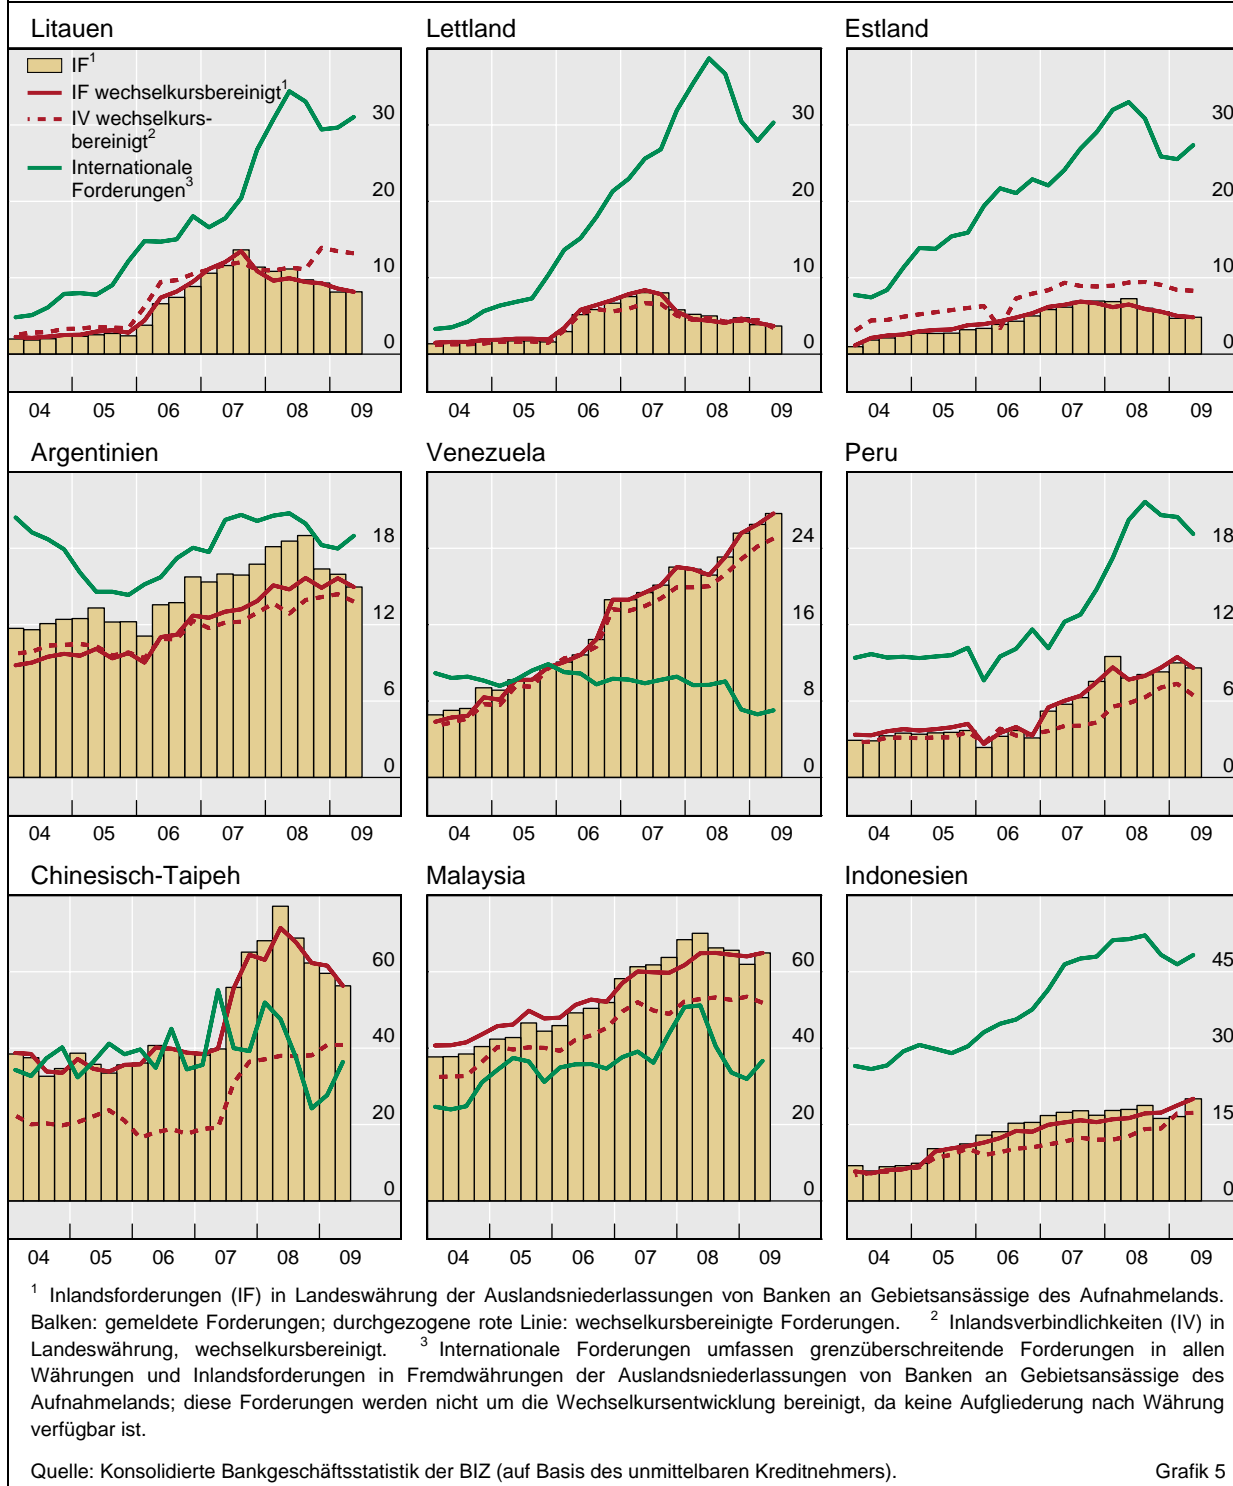 Litauen
Lettland
Estland
IF¹
IF wechselkursbereinigt¹
IV wechselkurs-
bereinigt²
Internationale
Forderungen³
30
20
10
0
04 05 06 07 08 09
30
20
10
0
04 05 06 07 08 09
30
20
10
0
04 05 06 07 08 09
Argentinien
Venezuela
Peru
18
12
6
0
04 05 06 07 08 09
24
16
8
0
04 05 06 07 08 09
18
12
6
0
04 05 06 07 08 09
Chinesisch-Taipeh
Malaysia
Indonesien
60
40
20
0
04 05 06 07 08 09
60
40
20
0
04 05 06 07 08 09
45
30
15
0
04 05 06 07 08 09
¹ Inlandsforderungen (IF) in Landeswährung der Auslandsniederlassungen von Banken an Gebietsansässige des Aufnahmelands.
Balken: gemeldete Forderungen; durchgezogene rote Linie: wechselkursbereinigte Forderungen. ² Inlandsverbindlichkeiten (IV) in
Landeswährung, wechselkursbereinigt. ³ Internationale Forderungen umfassen grenzüberschreitende Forderungen in allen
Währungen und Inlandsforderungen in Fremdwährungen der Auslandsniederlassungen von Banken an Gebietsansässige des
Aufnahmelands; diese Forderungen werden nicht um die Wechselkursentwicklung bereinigt, da keine Aufgliederung nach Währung
verfügbar ist.
Quelle: Konsolidierte Bankgeschäftsstatistik der BIZ (auf Basis des unmittelbaren Kreditnehmers). Grafik 5